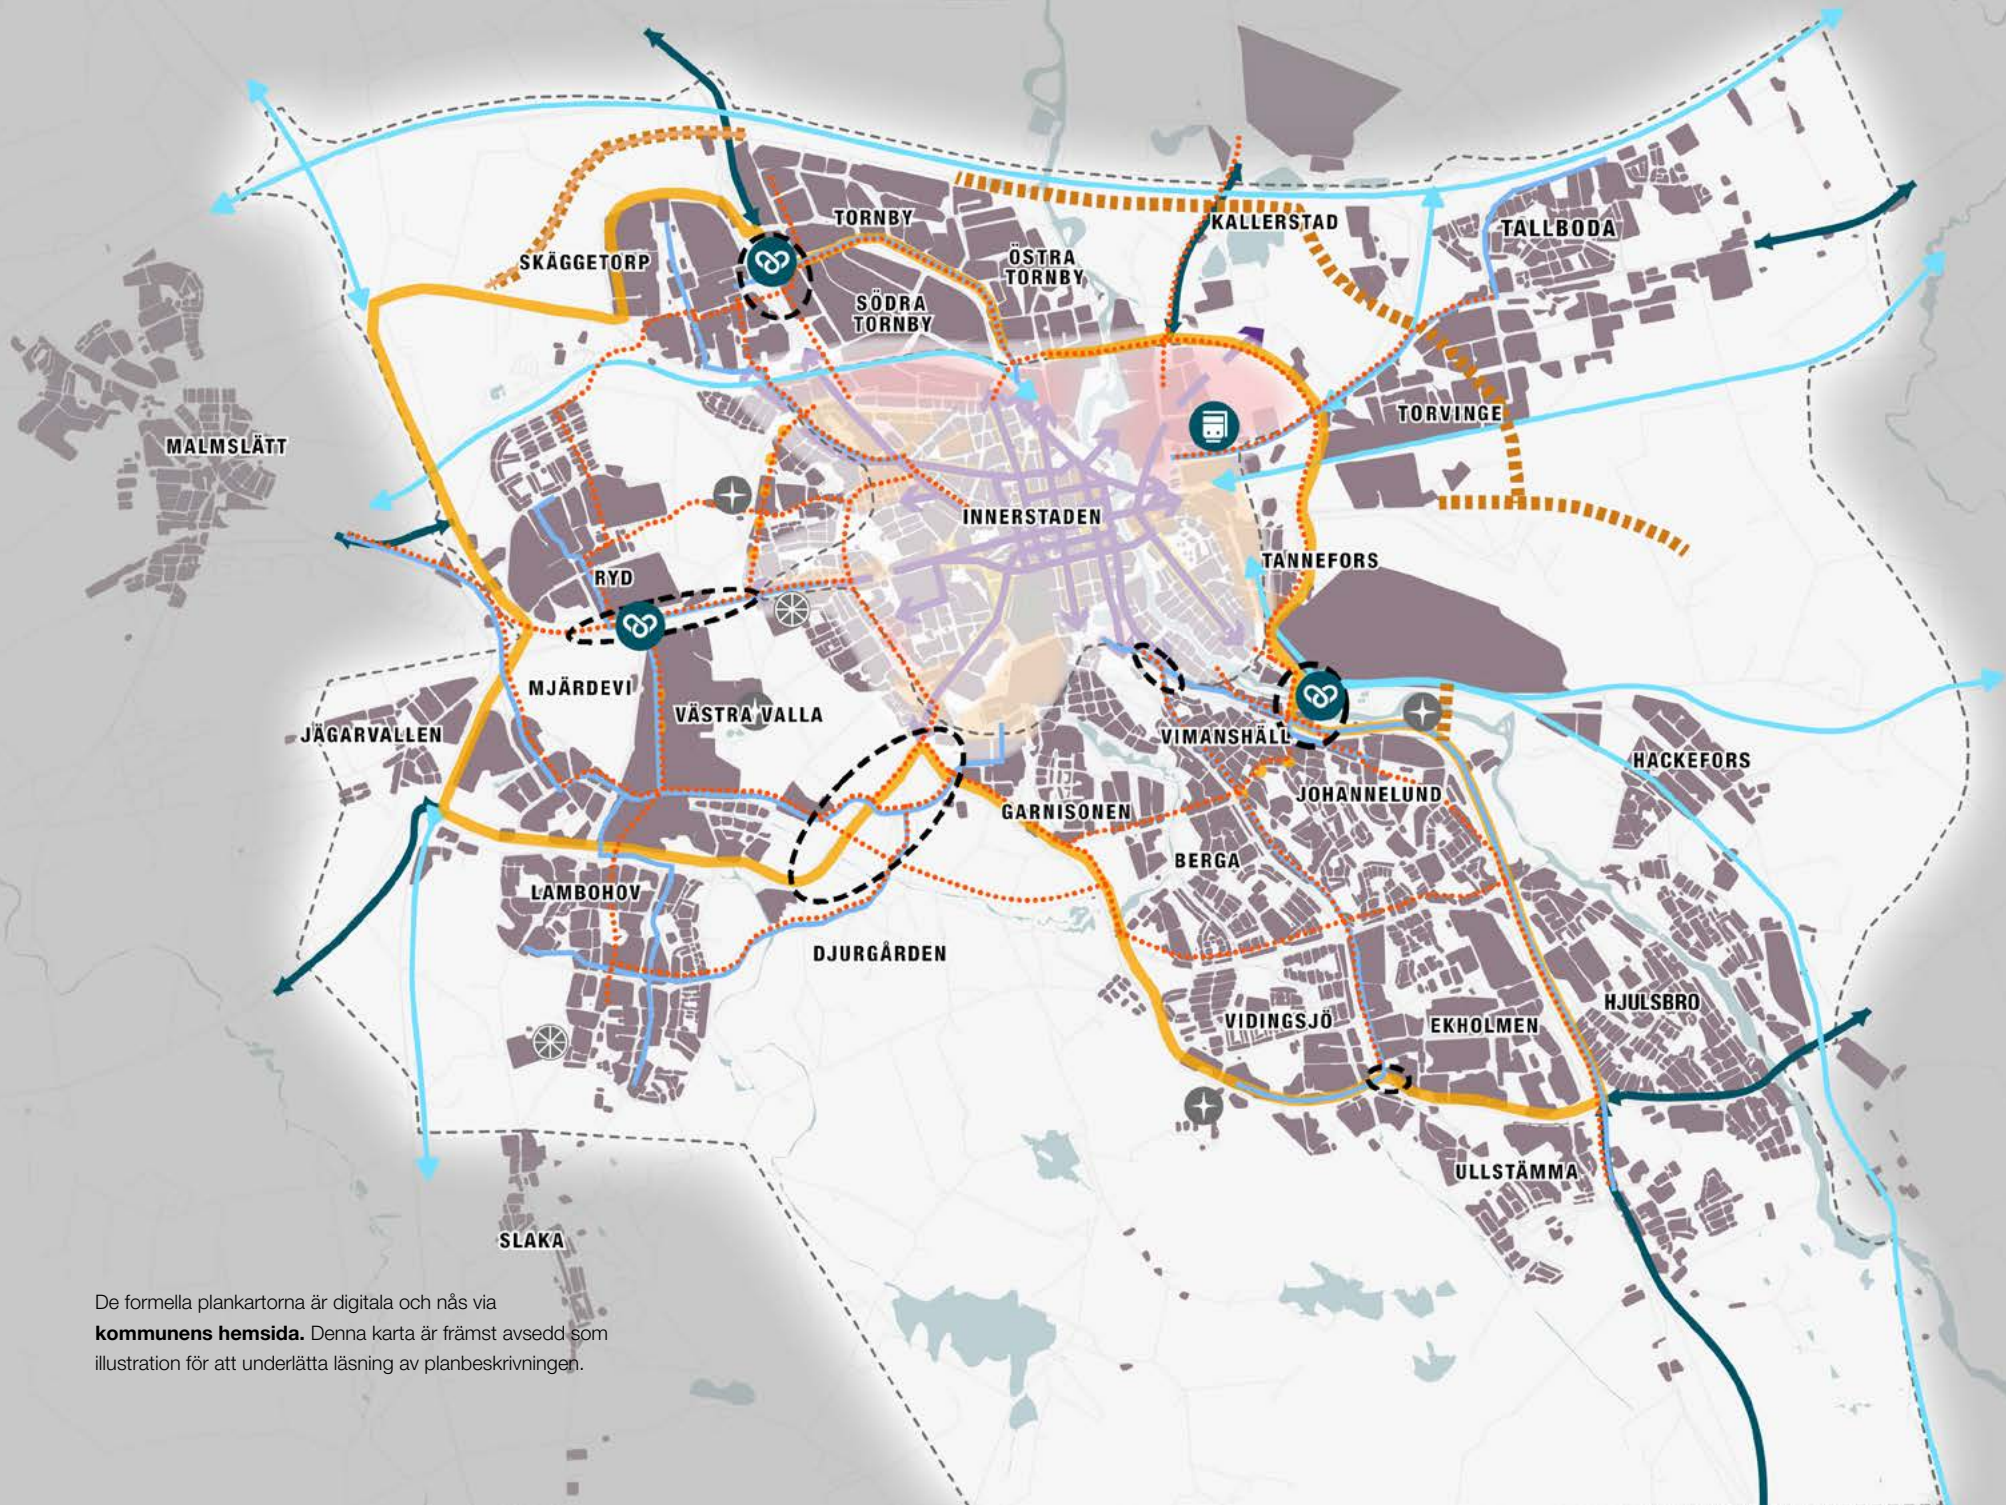 TORNBY
KALLERSTAD
TALLBODA
SKÄGGETORP
ÖSTRA
TORNBY
SÖDRA
TORNBY
TORVINGE
MALMSLÄTT
INNERSTADEN
TANNEFORS
RYD
MJÄRDEVI
VÄSTRA VALLA
JÄGARVALLEN
VIMANSHÄLL
HACKEFORS
JOHANNELUND
GARNISONEN
BERGA
LAMBOHOV
DJURGÅRDEN
HJULSBRO
VIDINGSJÖ
EKHOLMEN
ULLSTÄMMA
SLAKA
De formella plankartorna är digitala och nås via
kommunens hemsida. Denna karta är främst avsedd som
illustration för att underlätta läsning av planbeskrivningen.